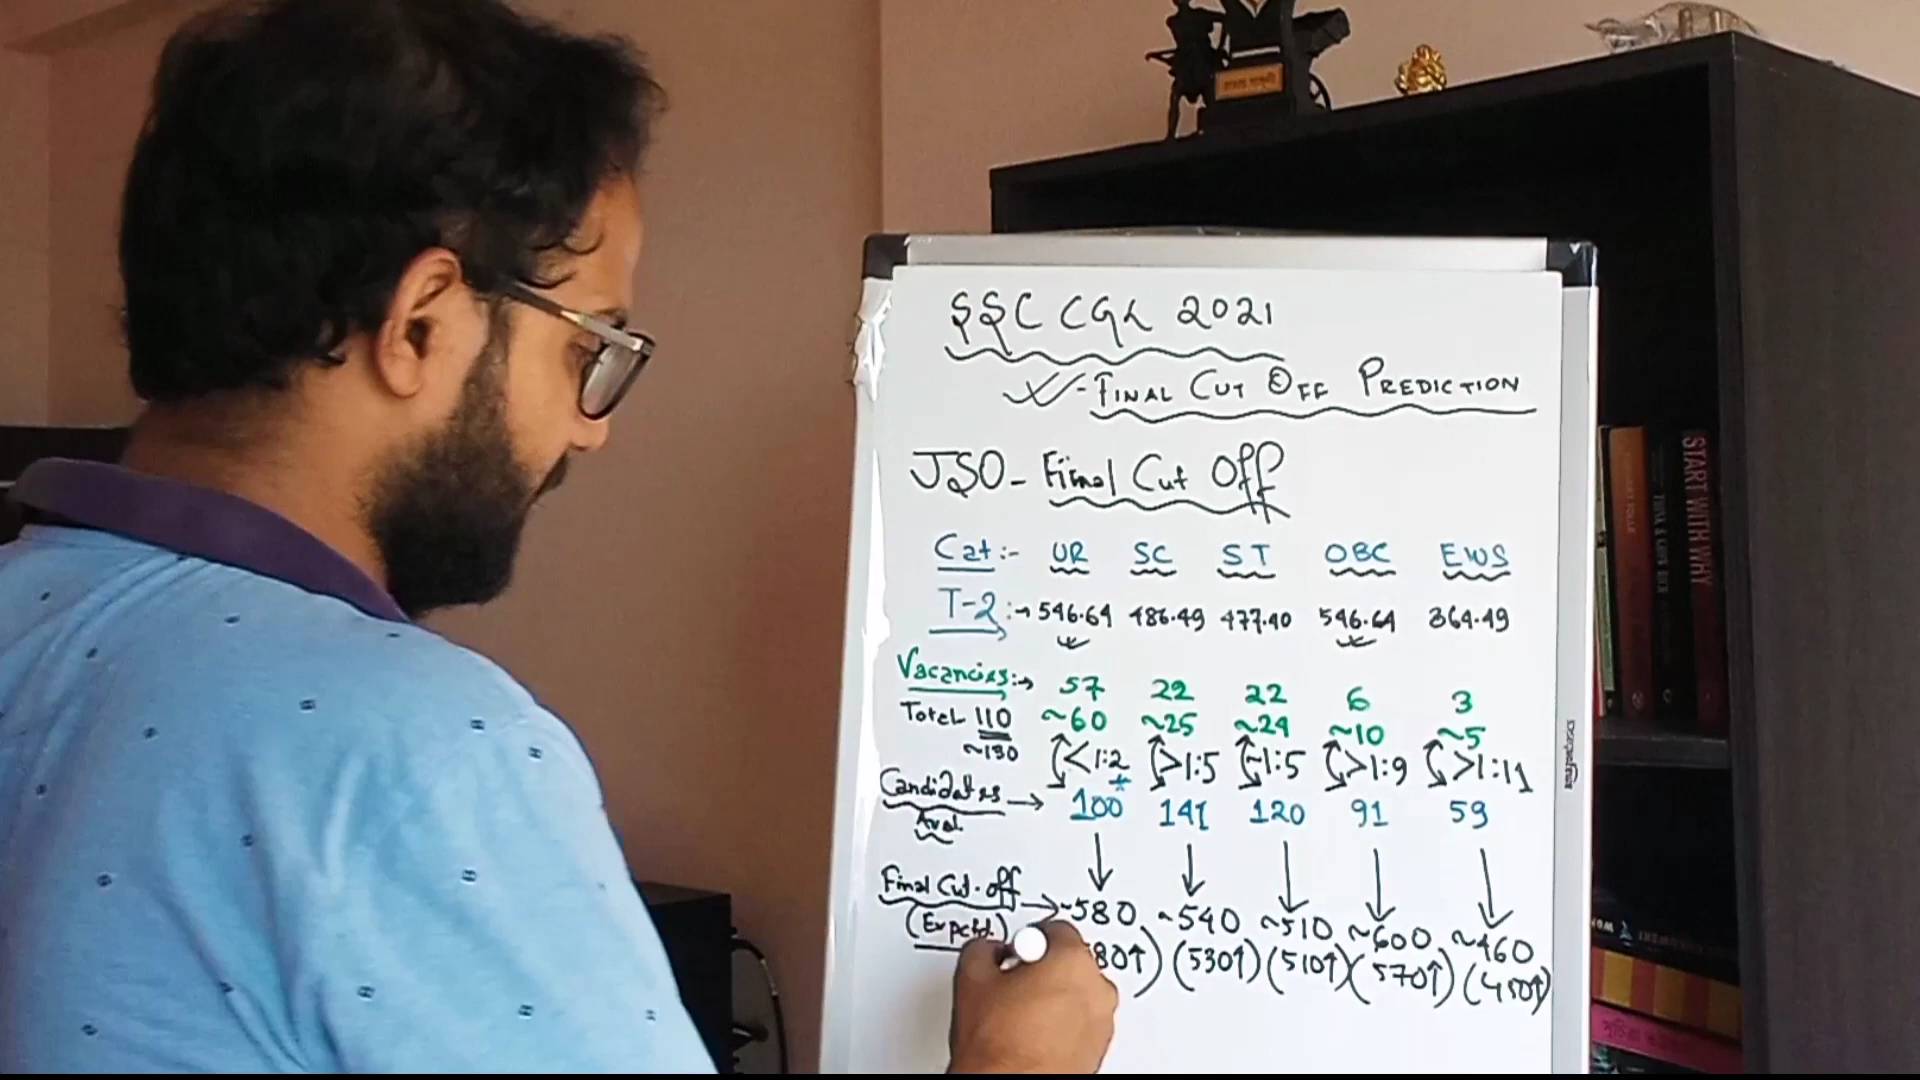 SSC CGL 2021
- FINAL CUT OFF PREDICTION
JSO - Final Cut Off
Cat:- UR SC ST OBC EWS
T-2:→ 546.64 486.49 477.40 546.64 364.49
Vacancies:→ 57 22 22 6 3
Total 110 ~60 ~25 ~24 ~10 ~5
~130 <1:2 >1:5 ~1:5 >1:9 >1:11
Candidates → 100* 141 120 91 59
Aval.
Final Cut-off → ~580 ~540 ~510 ~600 ~460
(Expctd.) 80↑) (530↑) (510↑) (570↑) (450↑)
START WITH WHY